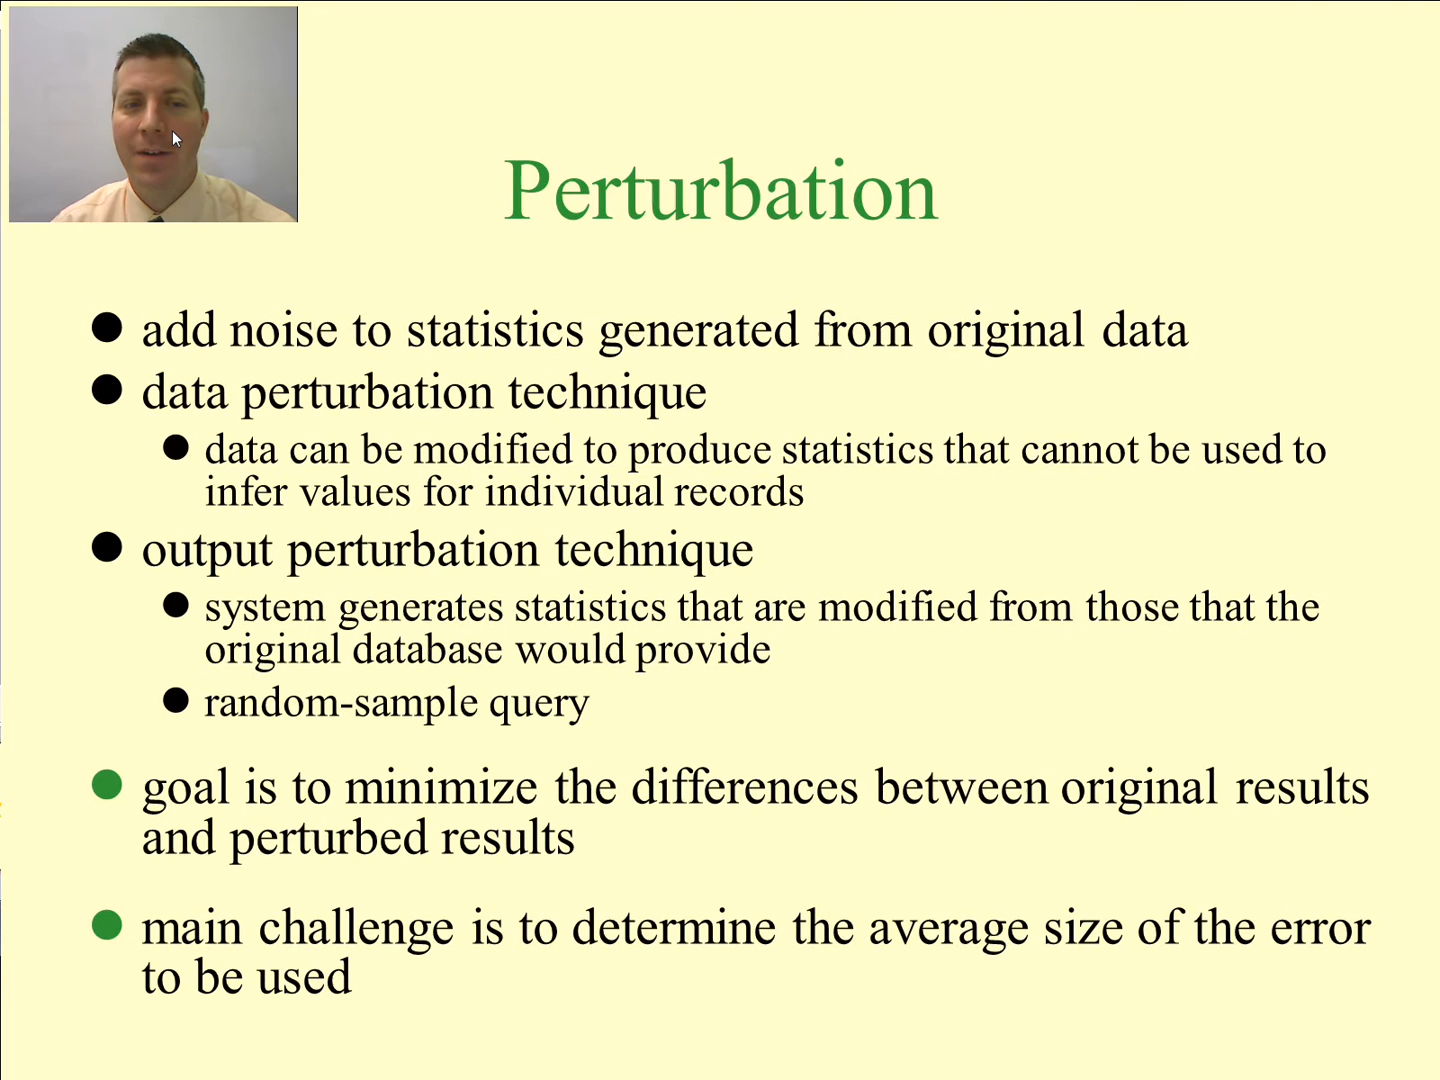 Perturbation
add noise to statistics generated from original data
data perturbation technique
data can be modified to produce statistics that cannot be used to
infer values for individual records
output perturbation technique
system generates statistics that are modified from those that the
original database would provide
random-sample query
goal is to minimize the differences between original results
and perturbed results
main challenge is to determine the average size of the error
to be used